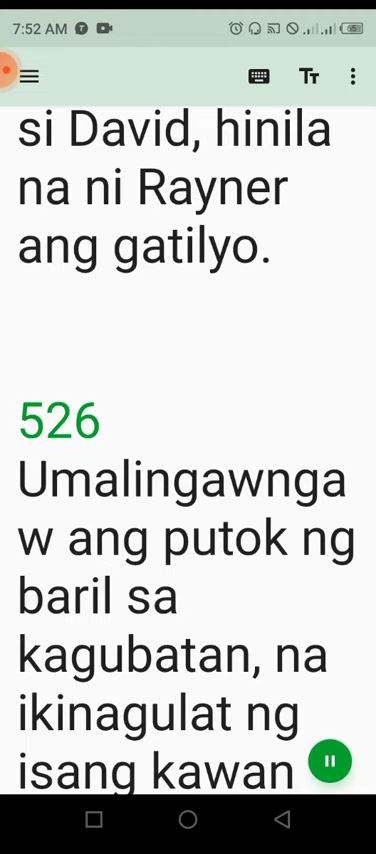 7:52 AM
si David, hinila
na ni Rayner
ang gatilyo.
526
Umalingawnga
w ang putok ng
baril sa
kagubatan, na
ikinagulat ng
isang kawan